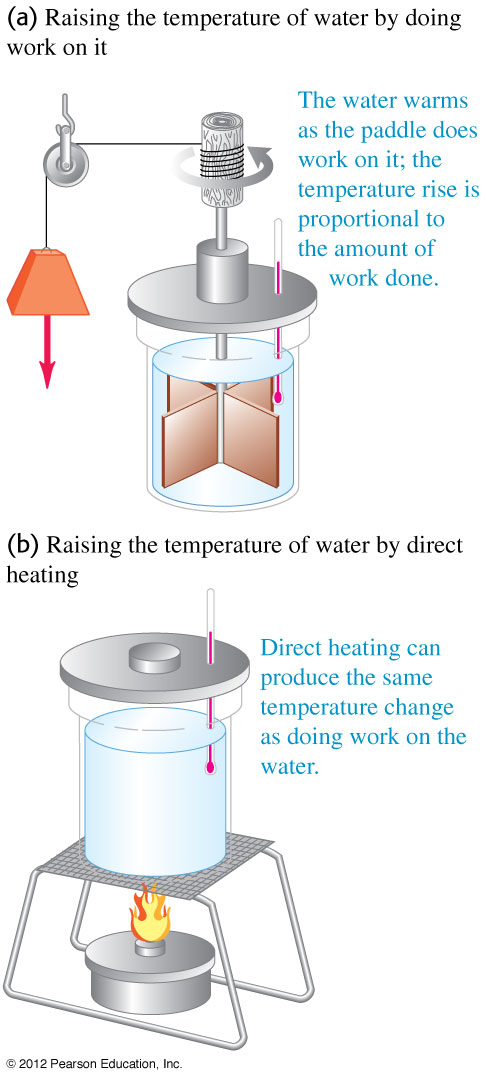 (a) Raising the temperature of water by doing
work on it
The water warms
as the paddle does
work on it; the
temperature rise is
proportional to
the amount of
work done.
(b) Raising the temperature of water by direct
heating
Direct heating can
produce the same
temperature change
as doing work on the
water.
© 2012 Pearson Education, Inc.